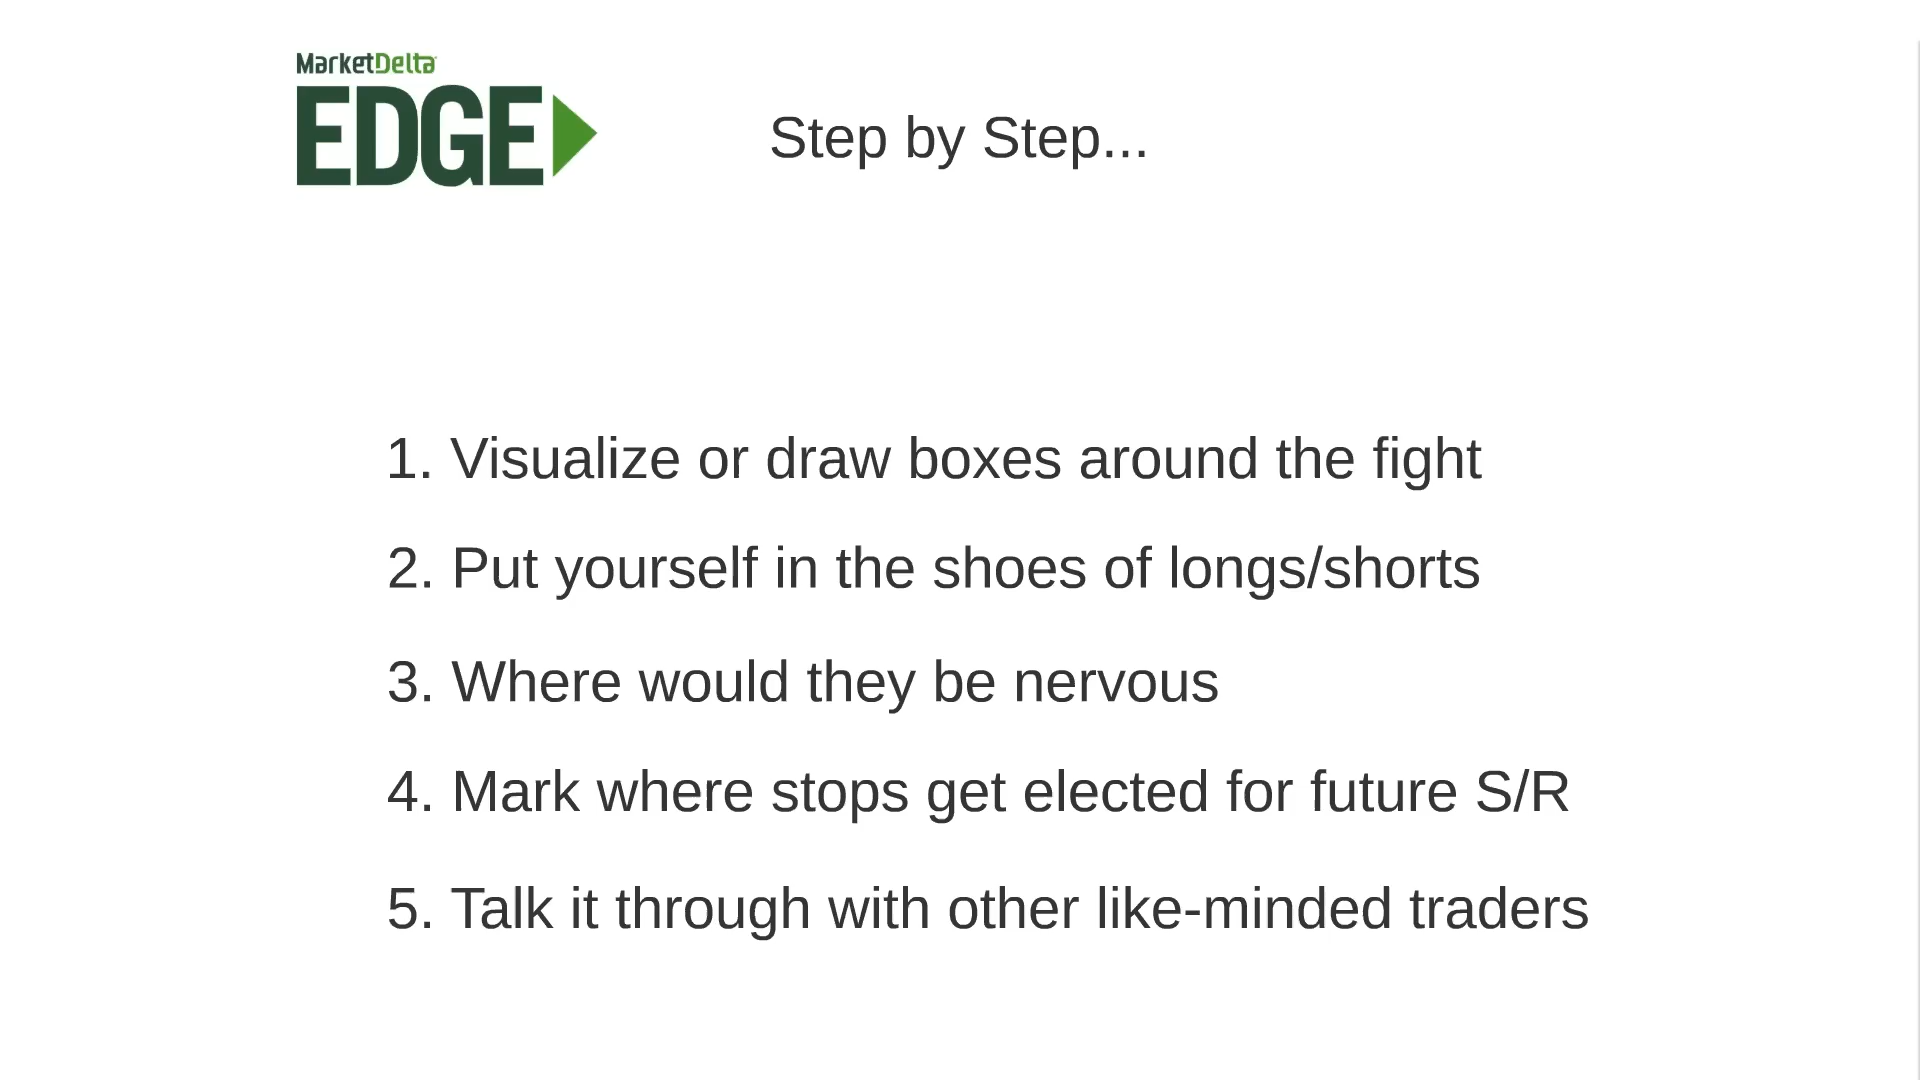 MarketDelta
EDGE
Step by Step...
1. Visualize or draw boxes around the fight
2. Put yourself in the shoes of longs/shorts
3. Where would they be nervous
4. Mark where stops get elected for future S/R
5. Talk it through with other like-minded traders